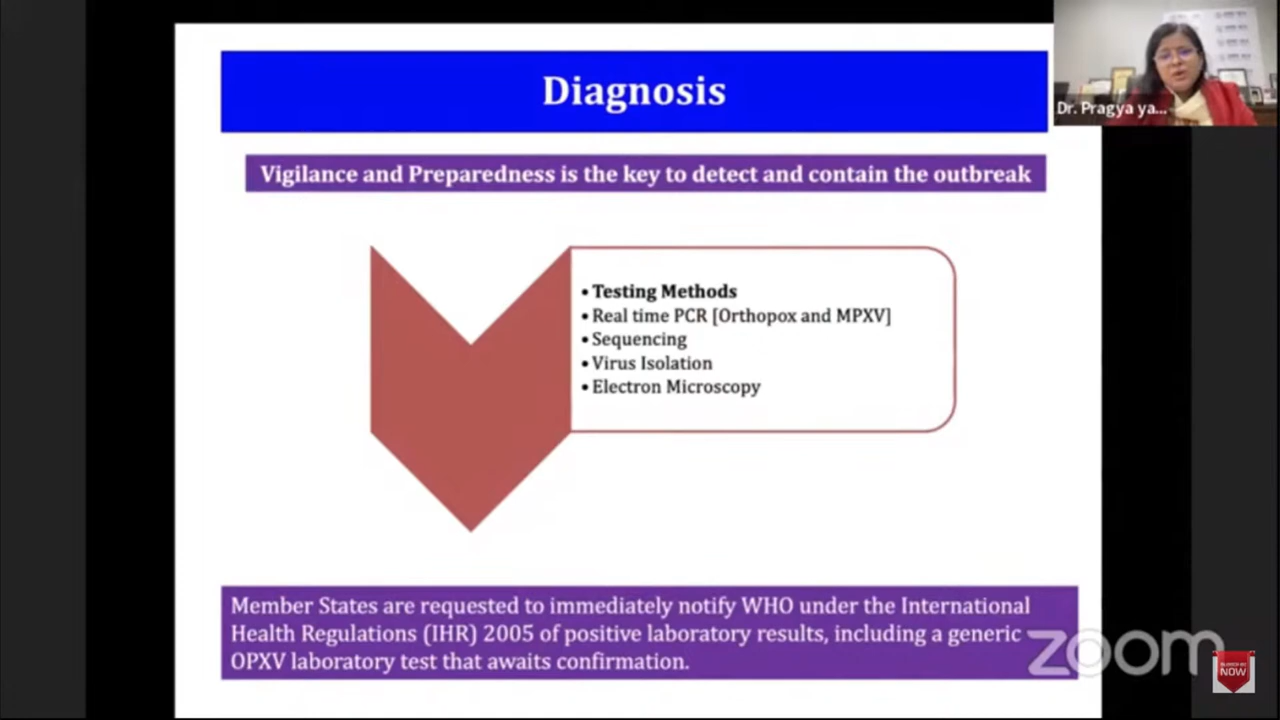 Diagnosis
Dr. Pragya ya...
Vigilance and Preparedness is the key to detect and contain the outbreak
• Testing Methods
• Real time PCR [Orthopox and MPXV]
• Sequencing
• Virus Isolation
• Electron Microscopy
Member States are requested to immediately notify WHO under the International
Health Regulations (IHR) 2005 of positive laboratory results, including a generic
OPXV laboratory test that awaits confirmation.
zoom
NOW